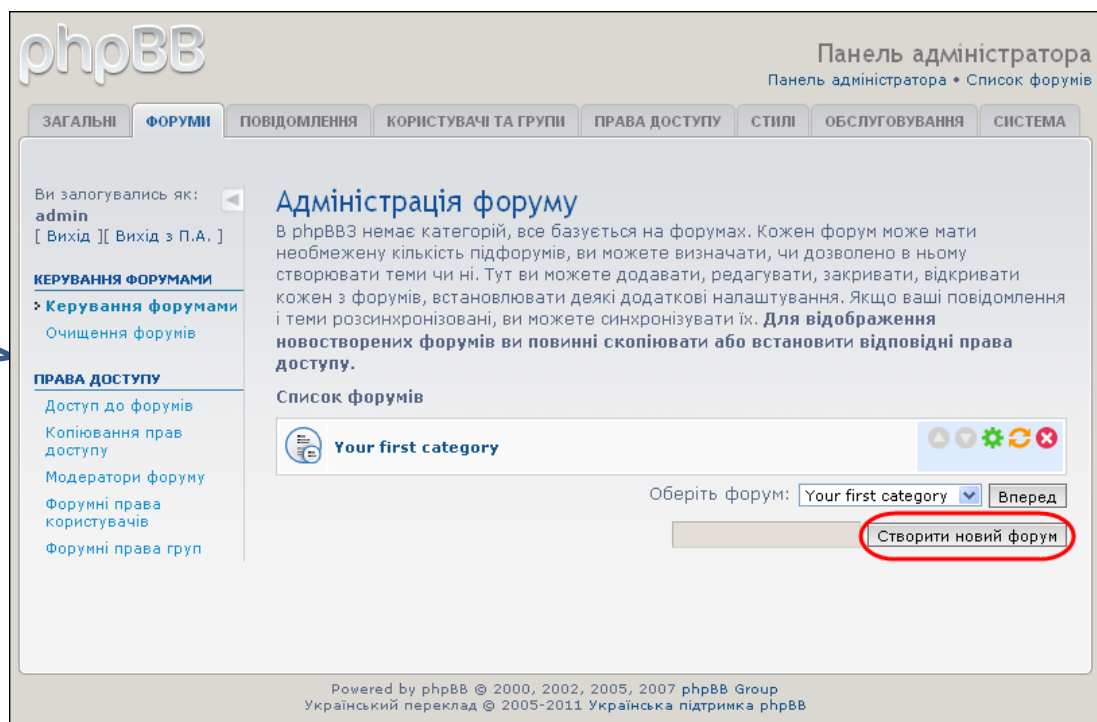 phpBB
Панель адміністратора
Панель адміністратора • Список форумів
ЗАГАЛЬНІ ФОРУМИ ПОВІДОМЛЕННЯ КОРИСТУВАЧІ ТА ГРУПИ ПРАВА ДОСТУПУ СТИЛІ ОБСЛУГОВУВАННЯ СИСТЕМА
Ви залогувались як:
admin
[ Вихід ][ Вихід з П.А. ]
КЕРУВАННЯ ФОРУМАМИ
Керування форумами
Очищення форумів
ПРАВА ДОСТУПУ
Доступ до форумів
Копіювання прав
доступу
Модератори форуму
Форумні права
користувачів
Форумні права груп
Адміністрація форуму
В phpBB3 немає категорій, все базується на форумах. Кожен форум може мати
необмежену кількість підфорумів, ви можете визначати, чи дозволено в ньому
створювати теми чи ні. Тут ви можете додавати, редагувати, закривати, відкривати
кожен з форумів, встановлювати деякі додаткові налаштування. Якщо ваші повідомлення
і теми розсинхронізовані, ви можете синхронізувати їх. Для відображення
новостворених форумів ви повинні скопіювати або встановити відповідні права
доступу.
Список форумів
Your first category
Оберіть форум: Your first category Вперед
Створити новий форум
Powered by phpBB © 2000, 2002, 2005, 2007 phpBB Group
Український переклад © 2005-2011 Українська підтримка phpBB